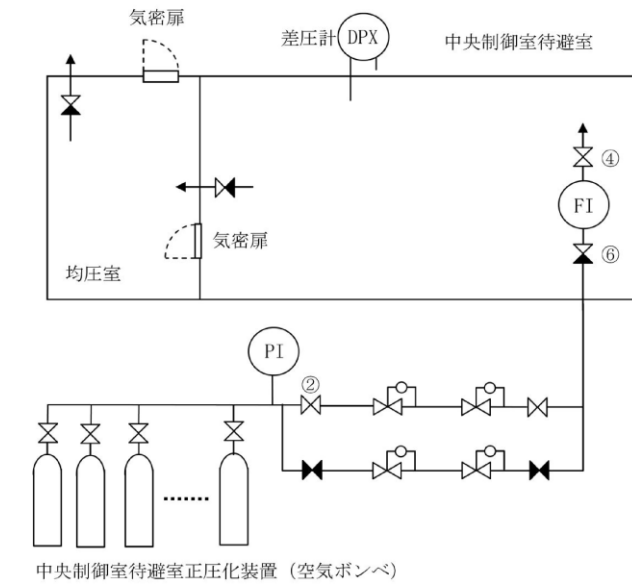 気密扉
差圧計 DPX 中央制御室待避室
④
FI
気密扉
⑥
均圧室
PI
②
中央制御室待避室正圧化装置（空気ボンベ）